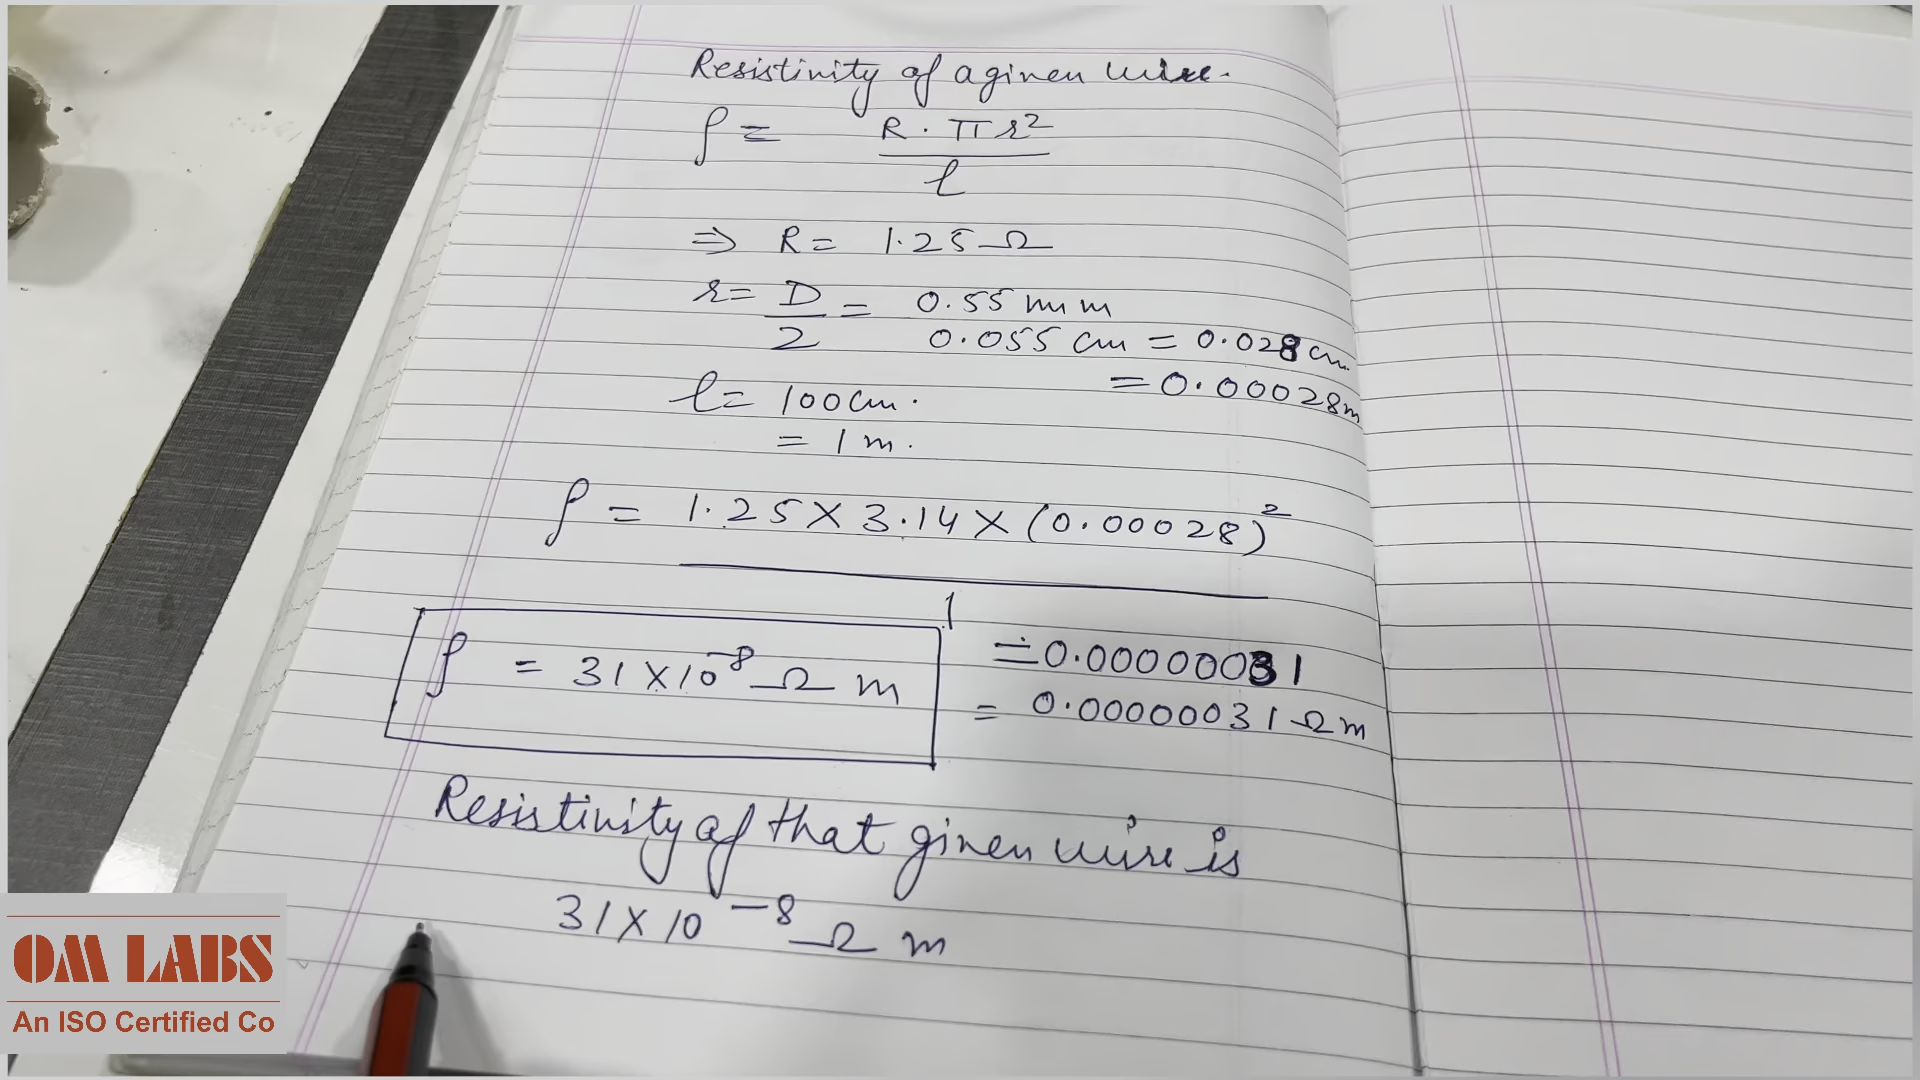 Resistivity of a given wire.
ρ = R . π r²
l
⇒ R = 1.25 Ω
r = D = 0.55 mm
2 0.055 cm = 0.028 cm
= 0.00028m
l = 100 cm.
= 1 m.
ρ = 1.25 X 3.14 X (0.00028)²
1
ρ = 31 X 10⁻⁸ Ω m
= 0.00000031
= 0.00000031 Ω m
Resistivity of that given wire is
31 X 10⁻⁸ Ω m
OM LABS
An ISO Certified Co